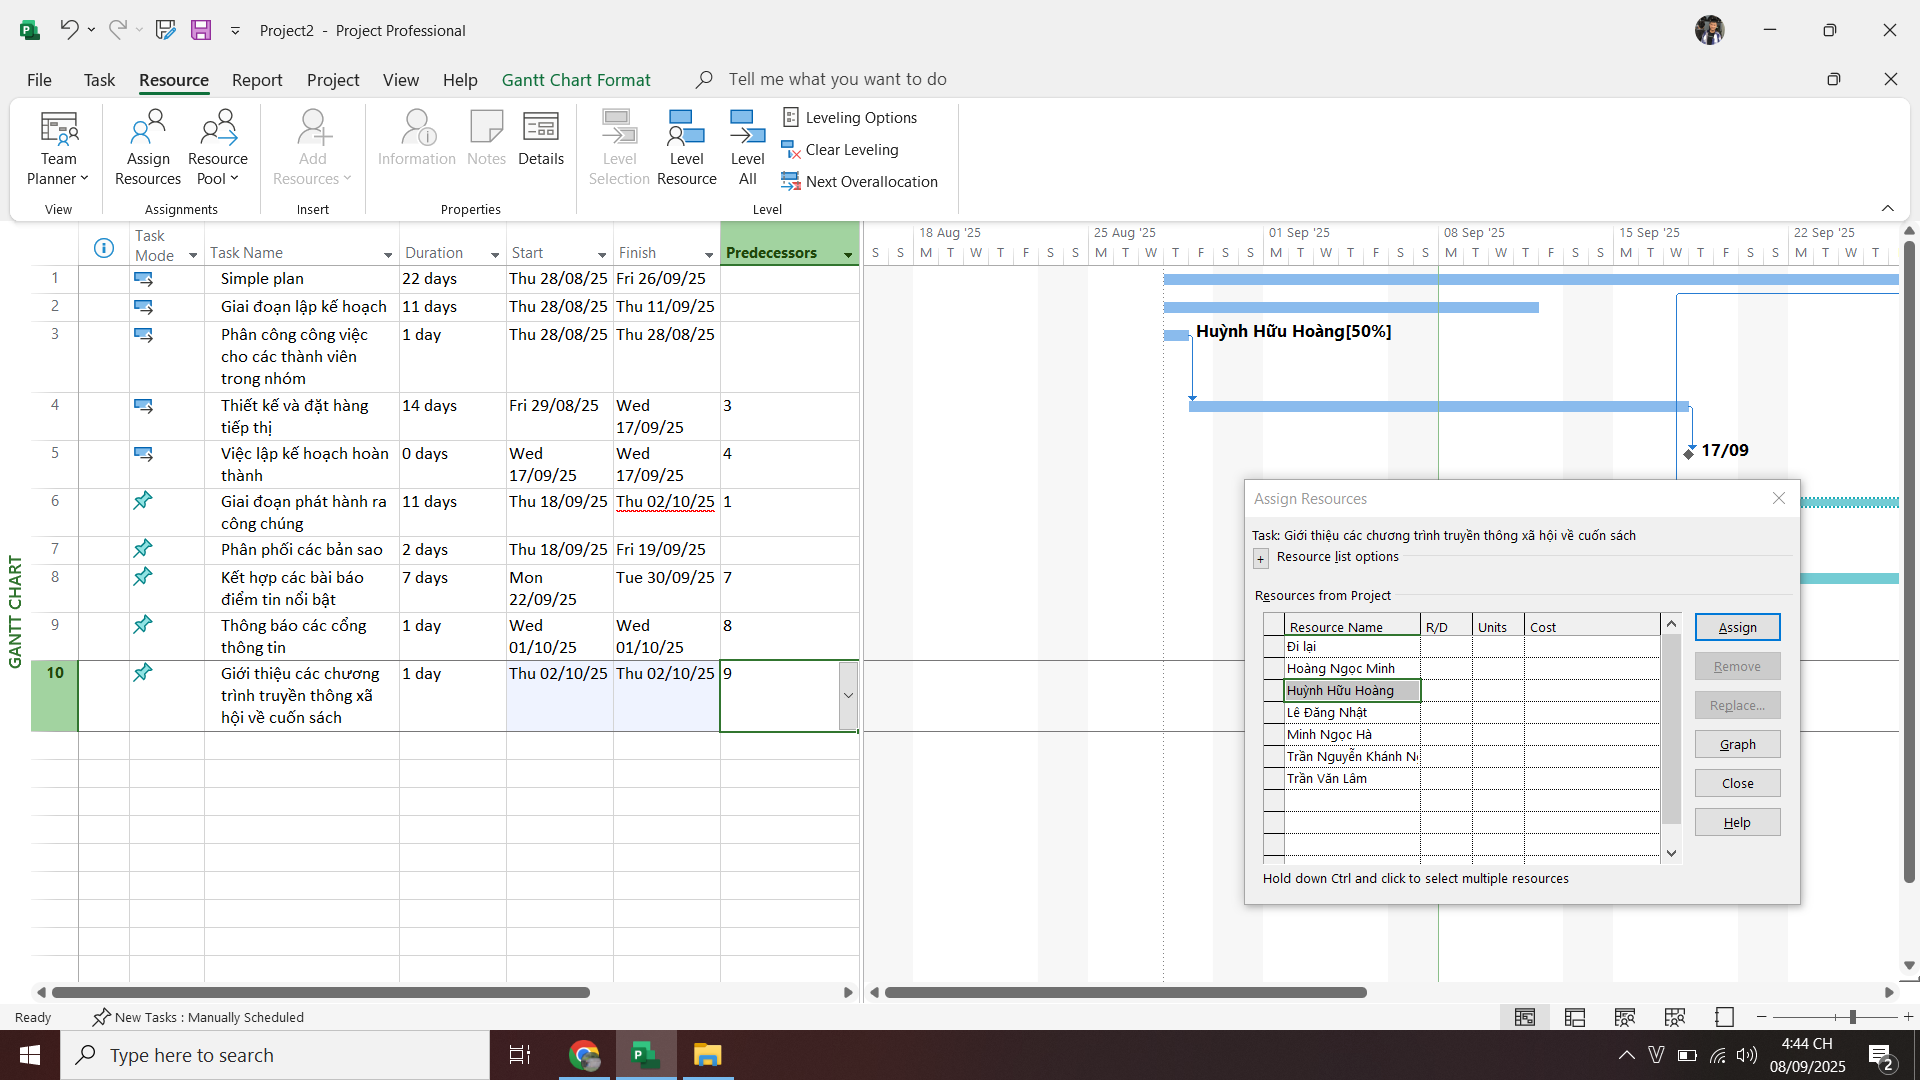 Project2 - Project Professional
File Task Resource Report Project View Help Gantt Chart Format Tell me what you want to do
Team Planner
Assign Resources
Resource Pool
Add Resources
Information
Notes
Details
Level Selection
Level Resource
Level All
Leveling Options
Clear Leveling
Next Overallocation
View Assignments Insert Properties Level
Task Mode Task Name Duration Start Finish Predecessors
18 Aug '25 25 Aug '25 01 Sep '25 08 Sep '25 15 Sep '25 22 Sep '25
S S M T W T F S S M T W T F S S M T W T F S S M T W T F S S M T W T F S S M T W T
1 Simple plan 22 days Thu 28/08/25 Fri 26/09/25
2 Giai đoạn lập kế hoạch 11 days Thu 28/08/25 Thu 11/09/25
3 Phân công công việc cho các thành viên trong nhóm 1 day Thu 28/08/25 Thu 28/08/25
Huỳnh Hữu Hoàng[50%]
4 Thiết kế và đặt hàng tiếp thị 14 days Fri 29/08/25 Wed 17/09/25 3
5 Việc lập kế hoạch hoàn thành 0 days Wed 17/09/25 Wed 17/09/25 4
17/09
6 Giai đoạn phát hành ra công chúng 11 days Thu 18/09/25 Thu 02/10/25 1
7 Phân phối các bản sao 2 days Thu 18/09/25 Fri 19/09/25
8 Kết hợp các bài báo điểm tin nổi bật 7 days Mon 22/09/25 Tue 30/09/25 7
9 Thông báo các cổng thông tin 1 day Wed 01/10/25 Wed 01/10/25 8
10 Giới thiệu các chương trình truyền thông xã hội về cuốn sách 1 day Thu 02/10/25 Thu 02/10/25 9
GANTT CHART
Assign Resources
Task: Giới thiệu các chương trình truyền thông xã hội về cuốn sách
+ Resource list options
Resources from Project
Resource Name R/D Units Cost
Đi lại
Hoàng Ngọc Minh
Huỳnh Hữu Hoàng
Lê Đăng Nhật
Minh Ngọc Hà
Trần Nguyễn Khánh
Trần Văn Lâm
Assign
Remove
Replace...
Graph
Close
Help
Hold down Ctrl and click to select multiple resources
Ready New Tasks : Manually Scheduled
Type here to search
4:44 CH
08/09/2025
2